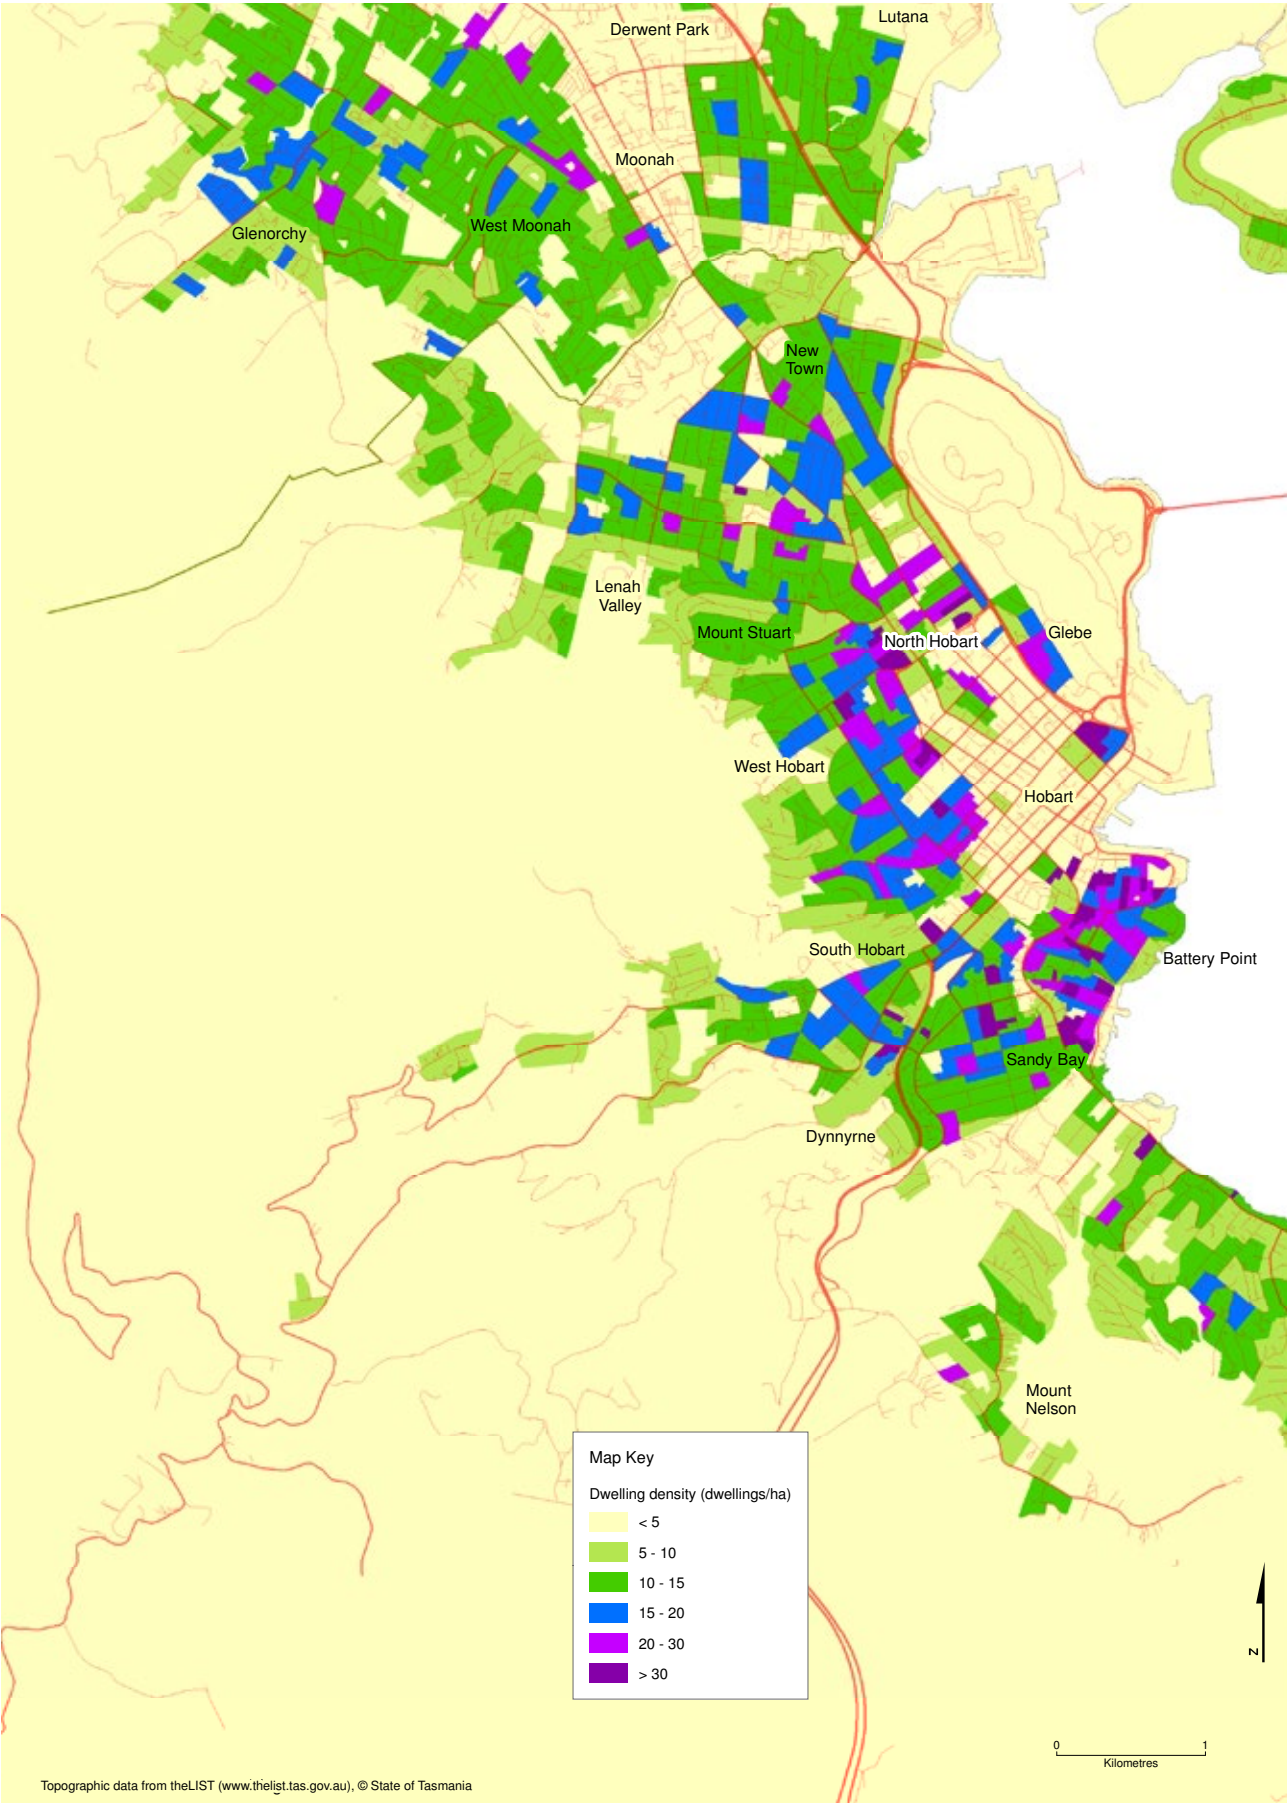 Lutana
Derwent Park
Moonah
West Moonah
Glenorchy
New
Town
Lenah
Valley
Mount Stuart
North Hobart
Glebe
West Hobart
Hobart
South Hobart
Battery Point
Sandy Bay
Dynnyrne
Mount
Nelson
Map Key
Dwelling density (dwellings/ha)
< 5
5 - 10
10 - 15
15 - 20
20 - 30
> 30
N
0 1
Kilometres
Topographic data from theLIST (www.thelist.tas.gov.au), © State of Tasmania